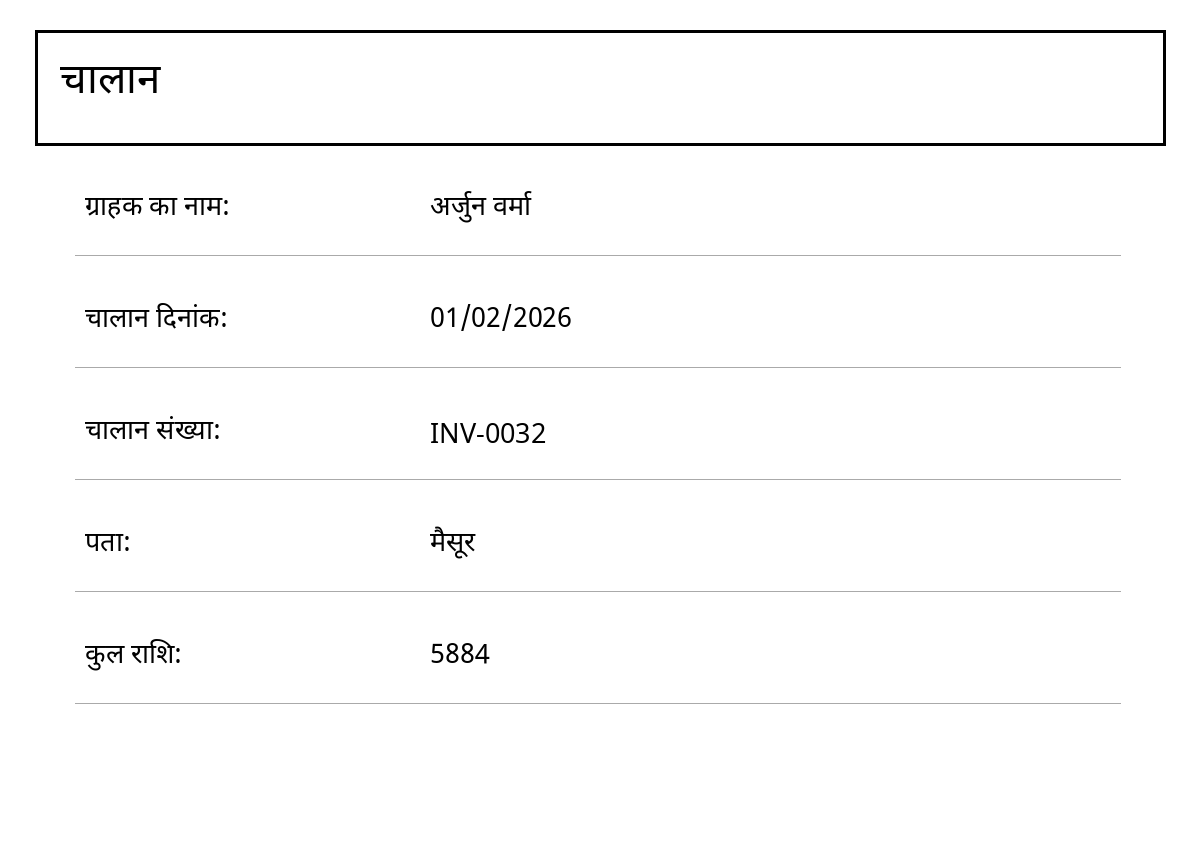 चालान
ग्राहक का नाम: अर्जुन वर्मा
चालान दिनांक: 01/02/2026
चालान संख्या: INV-0032
पता: मैसूर
कुल राशि: 5884